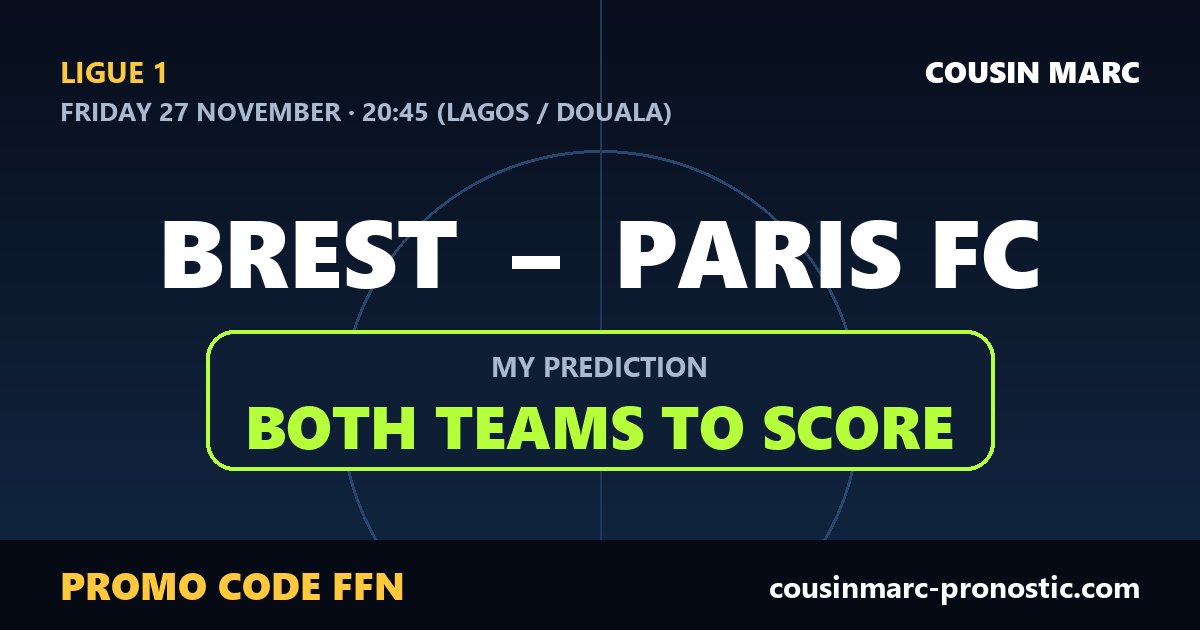 LIGUE 1
COUSIN MARC
FRIDAY 27 NOVEMBER · 20:45 (LAGOS / DOUALA)
BREST – PARIS FC
MY PREDICTION
BOTH TEAMS TO SCORE
PROMO CODE FFN
cousinmarc-pronostic.com